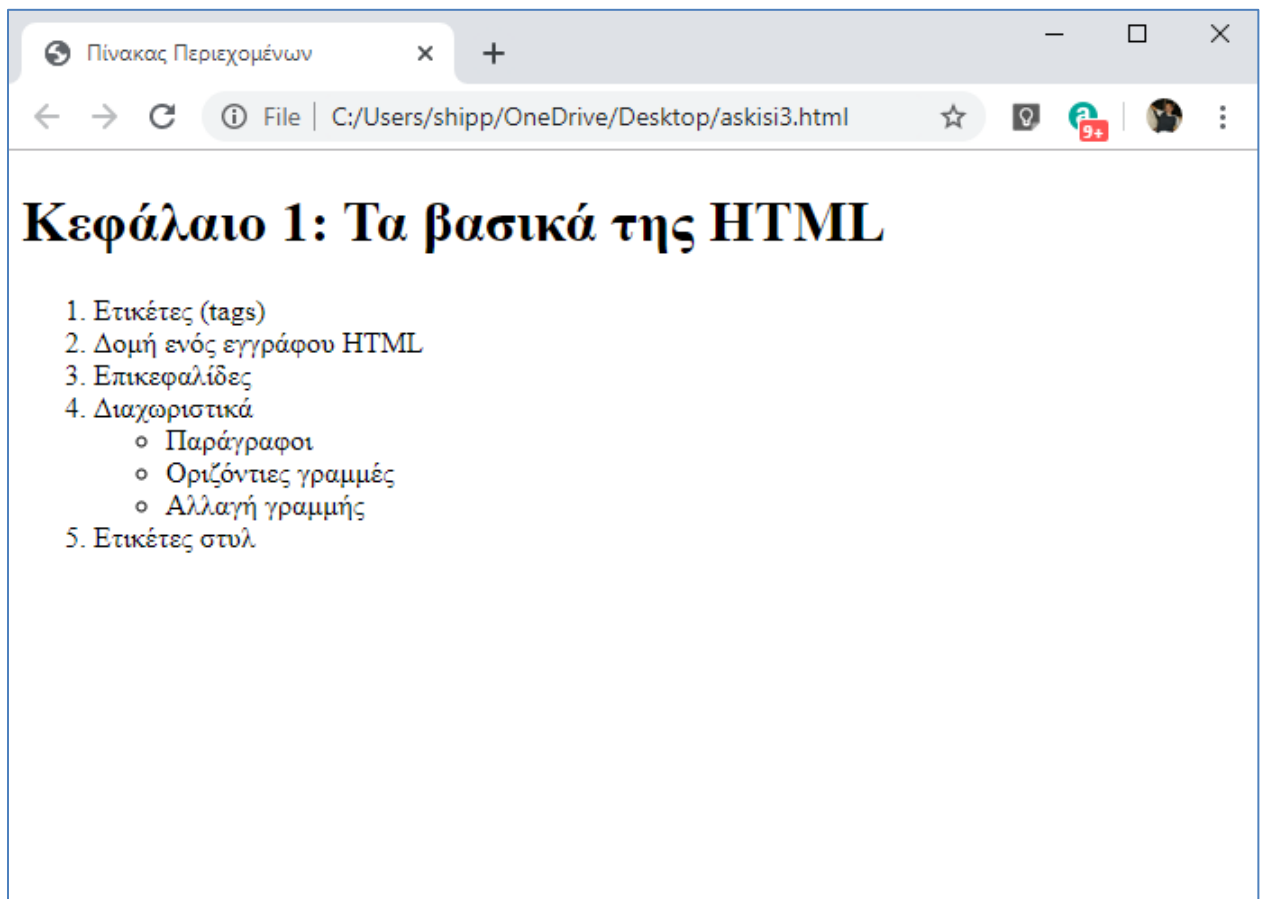 Πίνακας Περιεχομένων
File C:/Users/shipp/OneDrive/Desktop/askisi3.html
a 9+
Κεφάλαιο 1: Τα βασικά της HTML
1. Ετικέτες (tags)
2. Δομή ενός εγγράφου HTML
3. Επικεφαλίδες
4. Διαχωριστικά
Παράγραφοι
Οριζόντιες γραμμές
Αλλαγή γραμμής
5. Ετικέτες στυλ